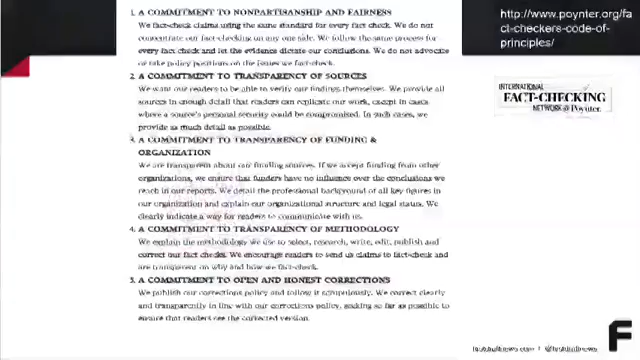 1. A COMMITMENT TO NONPARTISANSHIP AND FAIRNESS
We fact-check claims using the same standard for every fact check. We do not
concentrate our fact-checking on any one side. We follow the same process for
every fact check and let the evidence dictate our conclusions. We do not advocate
or take policy positions on the issues we fact-check.
2. A COMMITMENT TO TRANSPARENCY OF SOURCES
We want our readers to be able to verify our findings themselves. We provide all
sources in enough detail that readers can replicate our work, except in cases
where a source's personal security could be compromised. In such cases, we
provide as much detail as possible.
3. A COMMITMENT TO TRANSPARENCY OF FUNDING &
ORGANIZATION
We are transparent about our funding sources. If we accept funding from other
organizations, we ensure that funders have no influence over the conclusions we
reach in our reports. We detail the professional background of all key figures in
our organization and explain our organizational structure and legal status. We
clearly indicate a way for readers to communicate with us.
4. A COMMITMENT TO TRANSPARENCY OF METHODOLOGY
We explain the methodology we use to select, research, write, edit, publish and
correct our fact checks. We encourage readers to send us claims to fact-check and
are transparent on why and how we fact-check.
5. A COMMITMENT TO OPEN AND HONEST CORRECTIONS
We publish our corrections policy and follow it scrupulously. We correct clearly
and transparently in line with our corrections policy, seeking so far as possible to
ensure that readers see the corrected version.
http://www.poynter.org/fa
ct-checkers-code-of-
principles/
INTERNATIONAL
FACT-CHECKING
NETWORK @ Poynter.
F